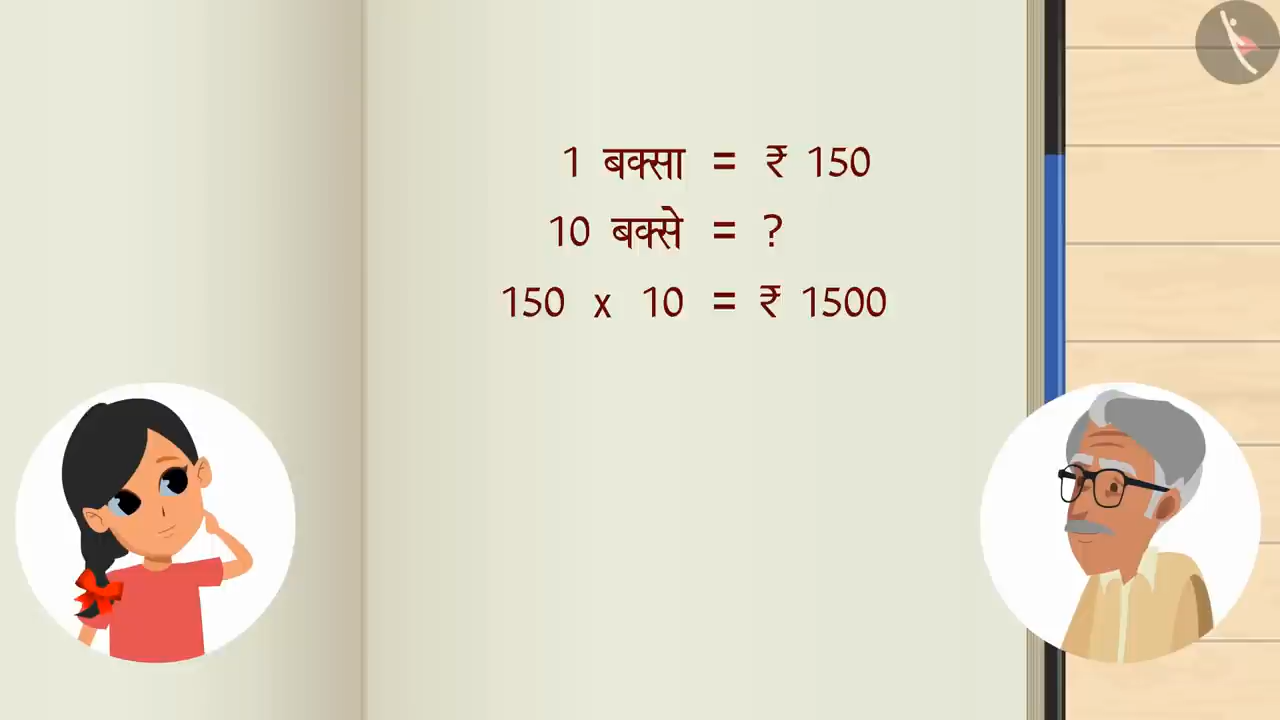 1 बक्सा = ₹ 150
10 बक्से = ?
150 x 10 = ₹ 1500